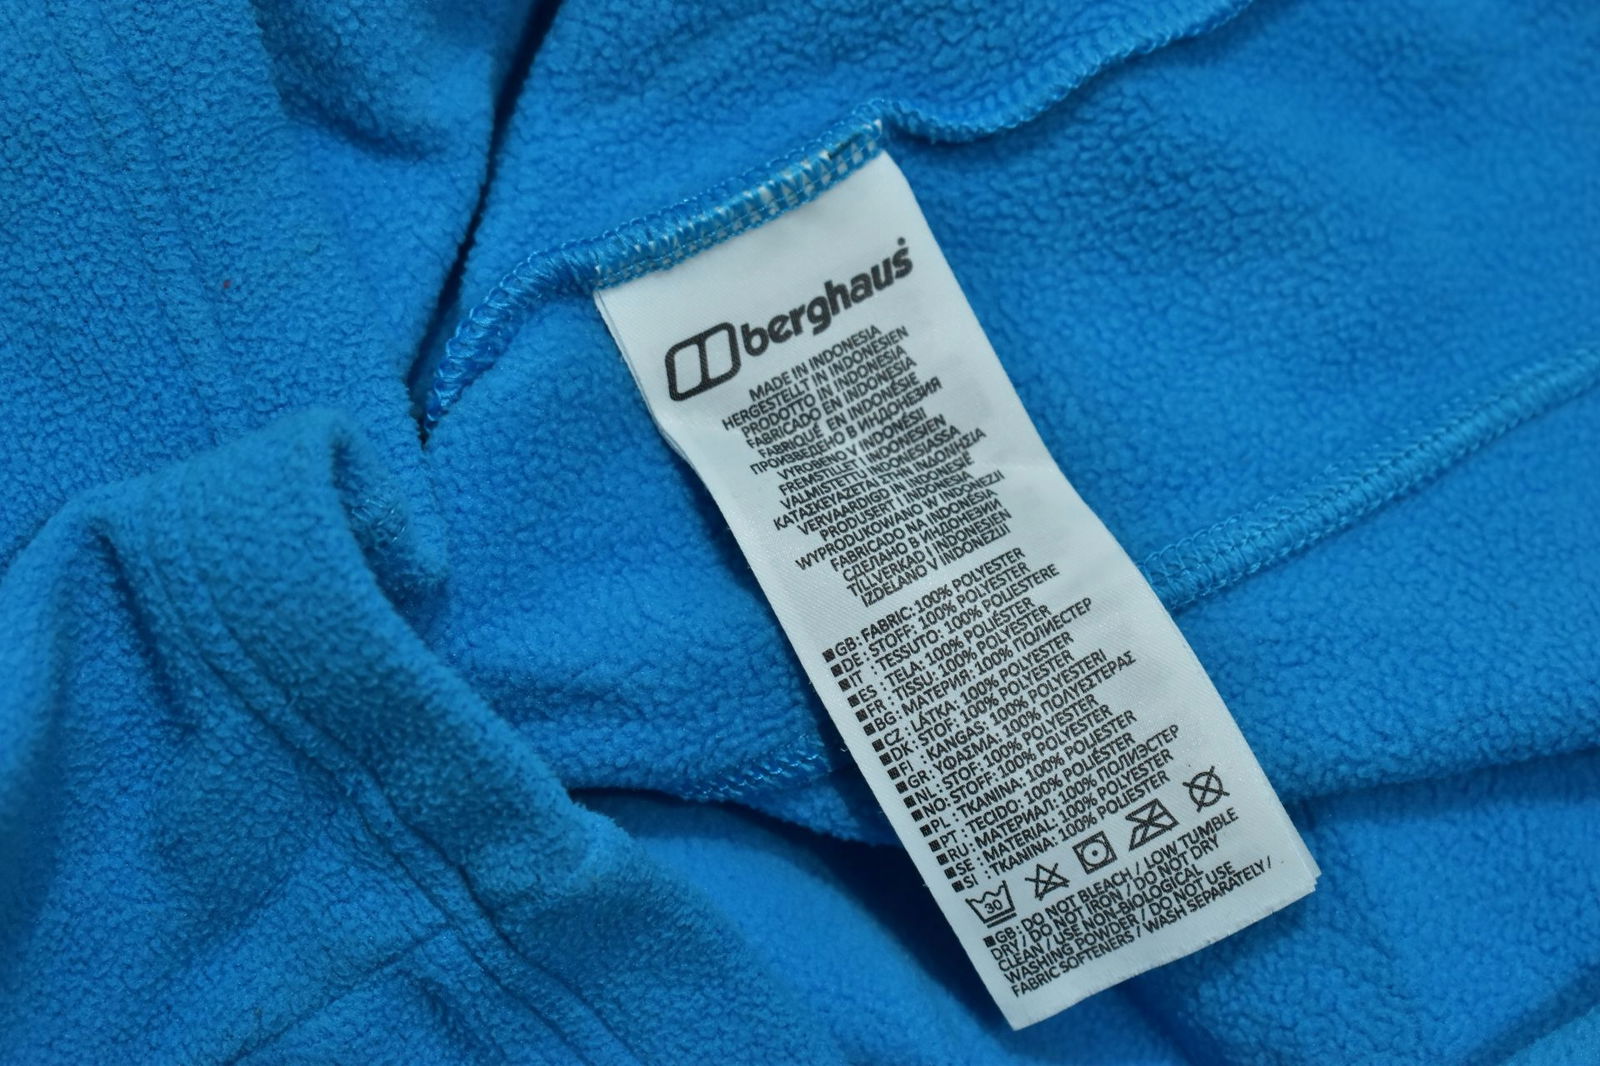 berghaus
MADE IN INDONESIA
HERGESTELLT IN INDONESIEN
PRODOTTO IN INDONESIA
FABRICADO EN INDONESIA
FABRIQUÉ EN INDONÉSIE
ПРОИЗВЕДЕНО В ИНДОНЕЗИЯ
VYROBENO V INDONÉSII
FREMSTILLET I INDONESIEN
VALMISTETTU INDONESIASSA
ΚΑΤΑΣΚΕΥΑΖΕΤΑΙ ΣΤΗΝ ΙΝΔΟΝΗΣΙΑ
VERVAARDIGD IN INDONESIË
PRODUSERT I INDONESIA
WYPRODUKOWANO W INDONEZJI
FABRICADO NA INDONÉSIA
СДЕЛАНО В ИНДОНЕЗИИ
TILLVERKAD I INDONESIEN
IZDELANO V INDONEZIJI
GB: FABRIC: 100% POLYESTER
DE : STOFF: 100% POLYESTER
IT : TESSUTO: 100% POLIESTERE
ES : TELA: 100% POLIÉSTER
FR : TISSU: 100% POLYESTER
BG: МАТЕРИЯ: 100% ПОЛИЕСТЕР
CZ : LÁTKA: 100% POLYESTER
DK : STOF: 100% POLYESTER
FI : KANGAS: 100% POLYESTERI
GR: ΥΦΑΣΜΑ: 100% ΠΟΛΥΕΣΤΕΡΑΣ
NL : STOF: 100% POLYESTER
NO: STOFF: 100% POLYESTER
PL : TKANINA: 100% POLIESTER
PT : TECIDO: 100% POLIÉSTER
RU : МАТЕРИАЛ: 100% ПОЛИЭСТЕР
SE : MATERIAL: 100% POLYESTER
SI : TKANINA: 100% POLIESTER
30
GB: DO NOT BLEACH / LOW TUMBLE
DRY / DO NOT IRON / DO NOT DRY
CLEAN / USE NON-BIOLOGICAL
WASHING POWDER / DO NOT USE
FABRIC SOFTENERS / WASH SEPARATELY /